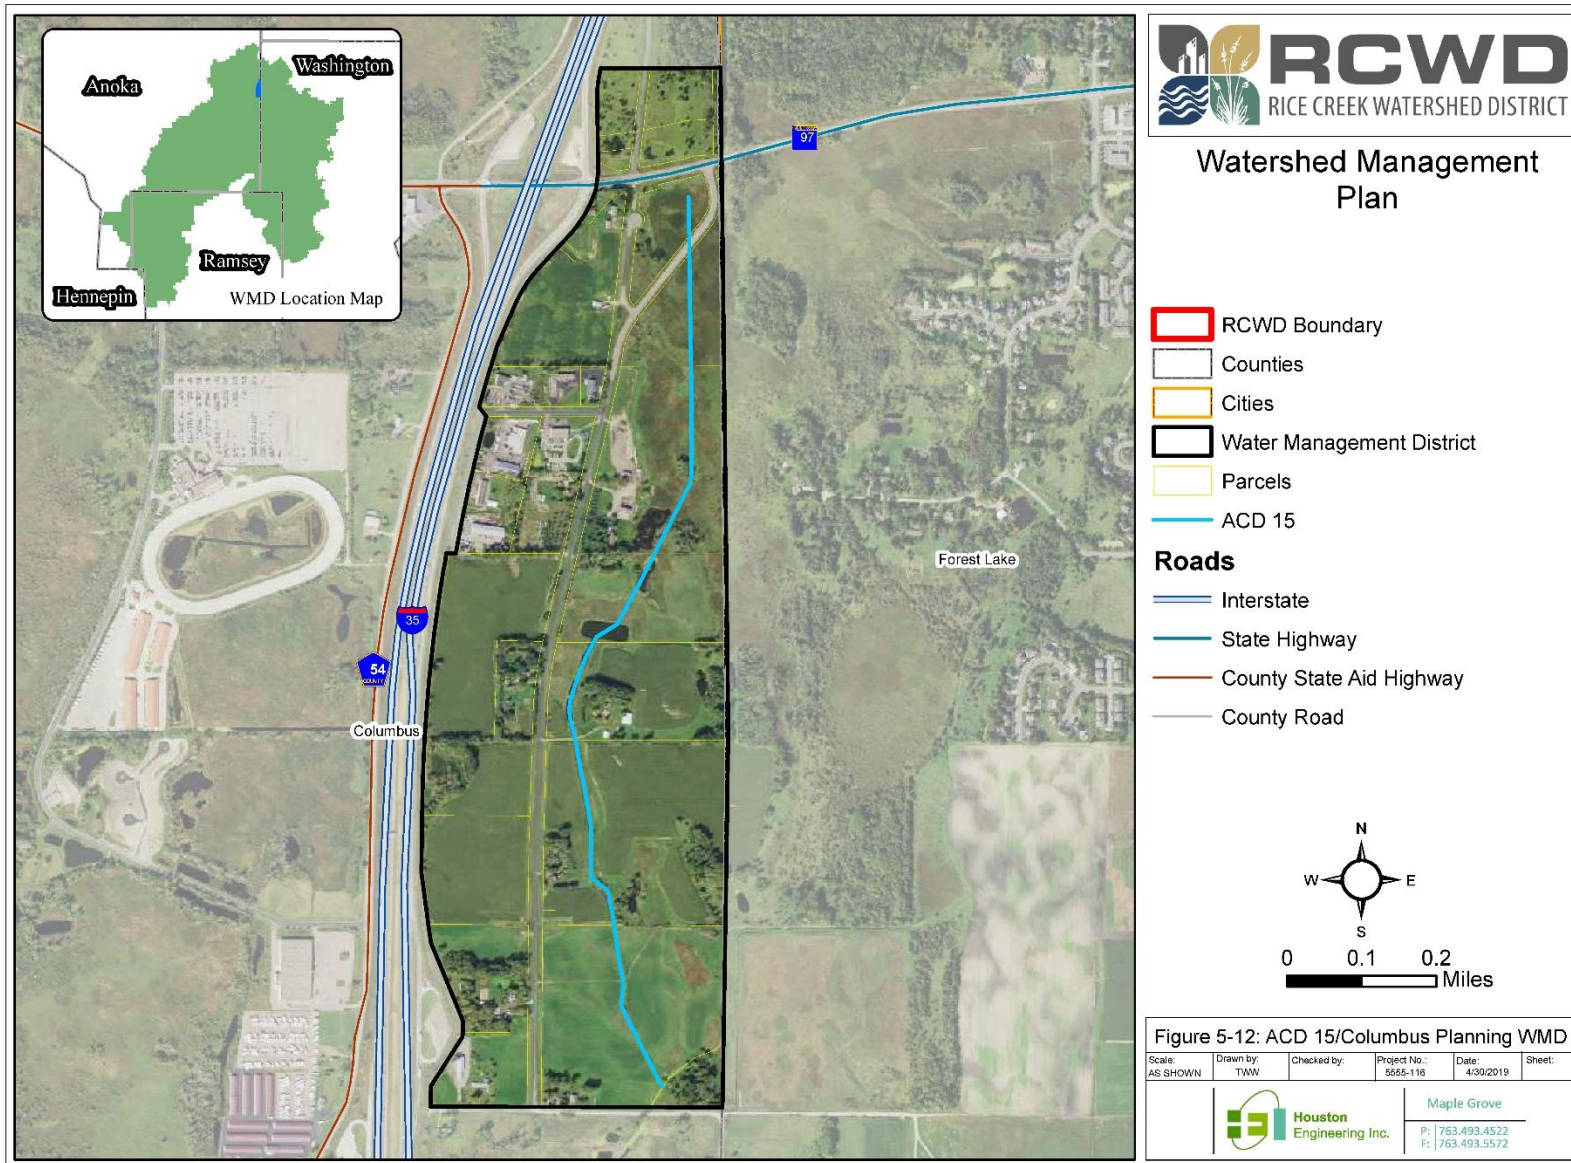 Anoka
Washington
Ramsey
Hennepin
WMD Location Map
97
35
54
COUNTY
Columbus
Forest Lake
RCWD
RICE CREEK WATERSHED DISTRICT
Watershed Management
Plan
RCWD Boundary
Counties
Cities
Water Management District
Parcels
ACD 15
Roads
Interstate
State Highway
County State Aid Highway
County Road
N
W E
S
0 0.1 0.2
Miles
Figure 5-12: ACD 15/Columbus Planning WMD
Scale: Drawn by: Checked by: Project No.: Date: Sheet:
AS SHOWN TWW 5555-116 4/30/2019
Houston
Engineering Inc.
Maple Grove
P: 763.493.4522
F: 763.493.5572